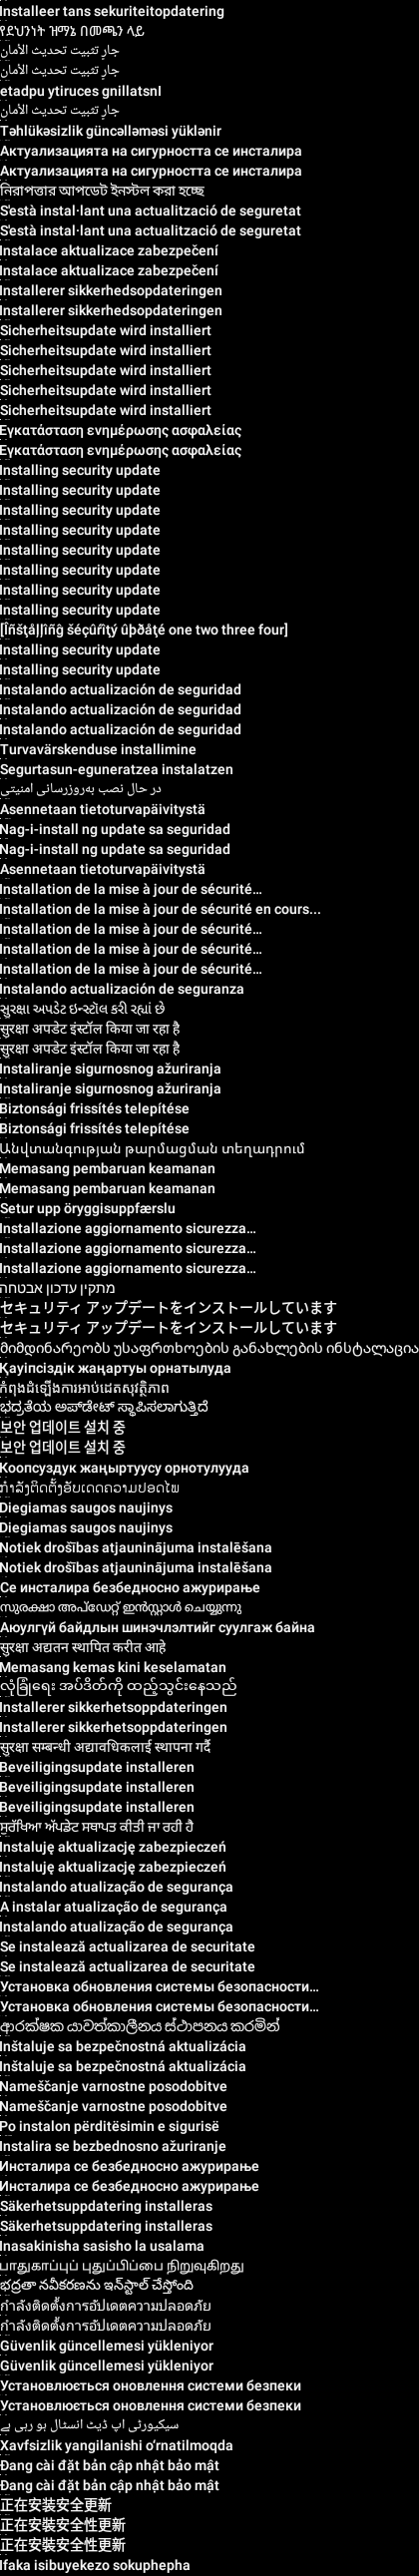 Installeer tans sekuriteitopdatering
የደህንነት ዝማኔ በመጫን ላይ
جارٍ تثبيت تحديث الأمان
جارٍ تثبيت تحديث الأمان
etadpu ytiruces gnillatsnI
جارٍ تثبيت تحديث الأمان
Təhlükəsizlik güncəlləməsi yüklənir
Актуализацията на сигурността се инсталира
Актуализацията на сигурността се инсталира
নিরাপত্তার আপডেট ইনস্টল করা হচ্ছে
S'està instal·lant una actualització de seguretat
S'està instal·lant una actualització de seguretat
Instalace aktualizace zabezpečení
Instalace aktualizace zabezpečení
Installerer sikkerhedsopdateringen
Installerer sikkerhedsopdateringen
Sicherheitsupdate wird installiert
Sicherheitsupdate wird installiert
Sicherheitsupdate wird installiert
Sicherheitsupdate wird installiert
Sicherheitsupdate wird installiert
Εγκατάσταση ενημέρωσης ασφαλείας
Εγκατάσταση ενημέρωσης ασφαλείας
Installing security update
Installing security update
Installing security update
Installing security update
Installing security update
Installing security update
Installing security update
Installing security update
[Îñšţåļļîñĝ šéçûŕîţý ûþðåţé one two three four]
Installing security update
Installing security update
Instalando actualización de seguridad
Instalando actualización de seguridad
Instalando actualización de seguridad
Turvavärskenduse installimine
Segurtasun-eguneratzea instalatzen
در حال نصب به‌روزرسانی امنیتی
Asennetaan tietoturvapäivitystä
Nag-i-install ng update sa seguridad
Nag-i-install ng update sa seguridad
Asennetaan tietoturvapäivitystä
Installation de la mise à jour de sécurité…
Installation de la mise à jour de sécurité en cours...
Installation de la mise à jour de sécurité…
Installation de la mise à jour de sécurité…
Installation de la mise à jour de sécurité…
Instalando actualización de seguranza
સુરક્ષા અપડેટ ઇન્સ્ટૉલ કરી રહ્યાં છે
सुरक्षा अपडेट इंस्टॉल किया जा रहा है
सुरक्षा अपडेट इंस्टॉल किया जा रहा है
Instaliranje sigurnosnog ažuriranja
Instaliranje sigurnosnog ažuriranja
Biztonsági frissítés telepítése
Biztonsági frissítés telepítése
Անվտանգության թարմացման տեղադրում
Memasang pembaruan keamanan
Memasang pembaruan keamanan
Setur upp öryggisuppfærslu
Installazione aggiornamento sicurezza…
Installazione aggiornamento sicurezza…
Installazione aggiornamento sicurezza…
מתקין עדכון אבטחה
セキュリティ アップデートをインストールしています
セキュリティ アップデートをインストールしています
მიმდინარეობს უსაფრთხოების განახლების ინსტალაცია
Қауіпсіздік жаңартуы орнатылуда
កំពុងដំឡើងការអាប់ដេតសុវត្ថិភាព
ಭದ್ರತೆಯ ಅಪ್‌ಡೇಟ್‌ ಸ್ಥಾಪಿಸಲಾಗುತ್ತಿದೆ
보안 업데이트 설치 중
보안 업데이트 설치 중
Коопсуздук жаңыртуусу орнотулууда
ກຳລັງຕິດຕັ້ງອັບເດດຄວາມປອດໄພ
Diegiamas saugos naujinys
Diegiamas saugos naujinys
Notiek drošības atjauninājuma instalēšana
Notiek drošības atjauninājuma instalēšana
Се инсталира безбедносно ажурирање
സുരക്ഷാ അപ്ഡേറ്റ് ഇൻസ്റ്റാൾ ചെയ്യുന്നു
Аюулгүй байдлын шинэчлэлтийг суулгаж байна
सुरक्षा अद्यतन स्थापित करीत आहे
Memasang kemas kini keselamatan
လုံခြုံရေး အပ်ဒိတ်ကို ထည့်သွင်းနေသည်
Installerer sikkerhetsoppdateringen
Installerer sikkerhetsoppdateringen
सुरक्षा सम्बन्धी अद्यावधिकलाई स्थापना गर्दै
Beveiligingsupdate installeren
Beveiligingsupdate installeren
Beveiligingsupdate installeren
ਸੁਰੱਖਿਆ ਅੱਪਡੇਟ ਸਥਾਪਤ ਕੀਤੀ ਜਾ ਰਹੀ ਹੈ
Instaluję aktualizację zabezpieczeń
Instaluję aktualizację zabezpieczeń
Instalando atualização de segurança
A instalar atualização de segurança
Instalando atualização de segurança
Se instalează actualizarea de securitate
Se instalează actualizarea de securitate
Установка обновления системы безопасности…
Установка обновления системы безопасности…
ආරක්ෂක යාවත්කාලීනය ස්ථාපනය කරමින්
Inštaluje sa bezpečnostná aktualizácia
Inštaluje sa bezpečnostná aktualizácia
Nameščanje varnostne posodobitve
Nameščanje varnostne posodobitve
Po instalon përditësimin e sigurisë
Instalira se bezbednosno ažuriranje
Инсталира се безбедносно ажурирање
Инсталира се безбедносно ажурирање
Säkerhetsuppdatering installeras
Säkerhetsuppdatering installeras
Inasakinisha sasisho la usalama
பாதுகாப்புப் புதுப்பிப்பை நிறுவுகிறது
భద్రతా నవీకరణను ఇన్‌స్టాల్ చేస్తోంది
กำลังติดตั้งการอัปเดตความปลอดภัย
กำลังติดตั้งการอัปเดตความปลอดภัย
Güvenlik güncellemesi yükleniyor
Güvenlik güncellemesi yükleniyor
Установлюється оновлення системи безпеки
Установлюється оновлення системи безпеки
سیکیورٹی اپ ڈیٹ انسٹال ہو رہی ہے
Xavfsizlik yangilanishi o‘rnatilmoqda
Đang cài đặt bản cập nhật bảo mật
Đang cài đặt bản cập nhật bảo mật
正在安装安全更新
正在安裝安全性更新
正在安裝安全性更新
Ifaka isibuyekezo sokuphepha